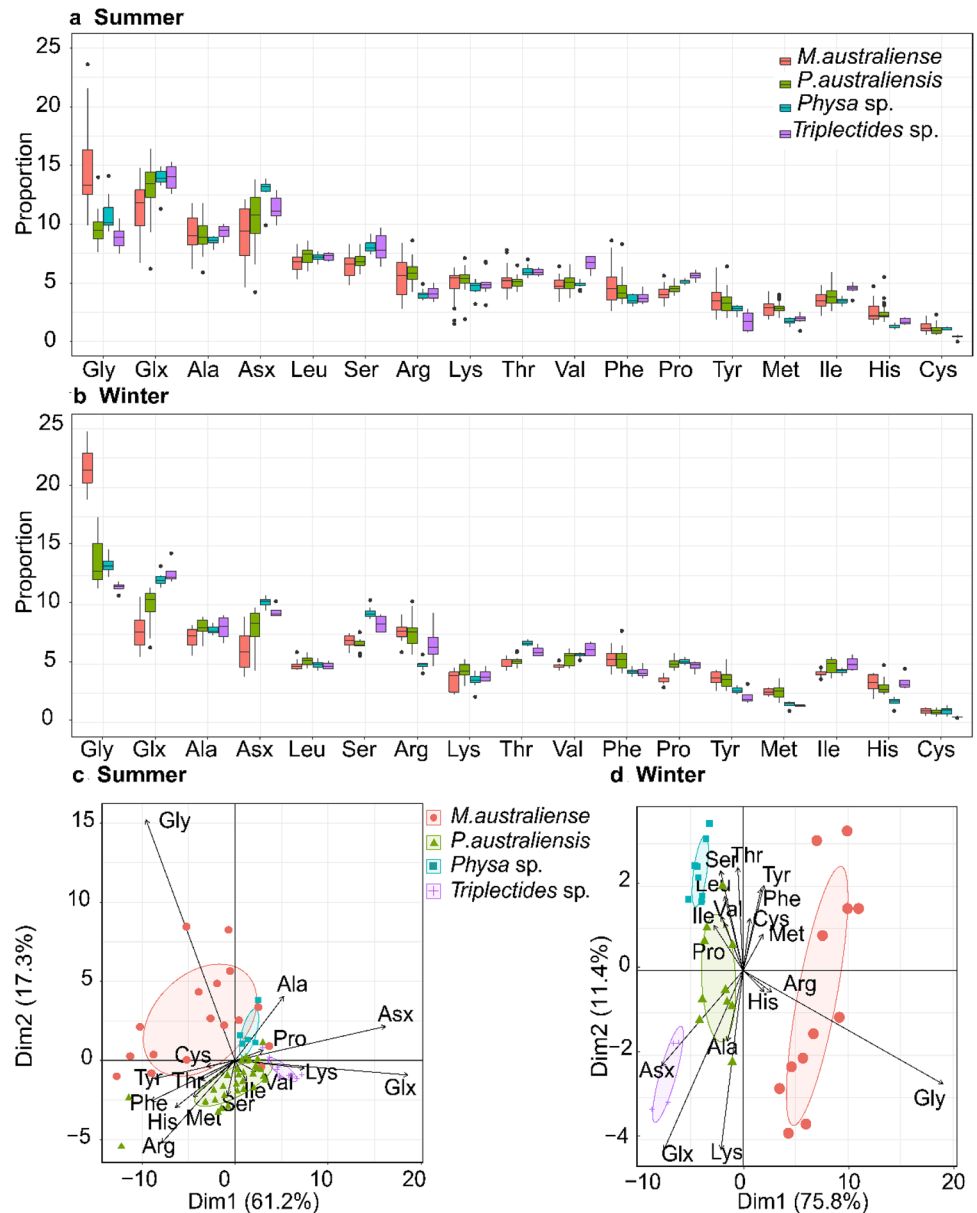 a Summer
25
20
15
10
5
0
Proportion
M.australiense
P.australiensis
Physa sp.
Triplectides sp.
Gly Glx Ala Asx Leu Ser Arg Lys Thr Val Phe Pro Tyr Met Ile His Cys
b Winter
25
20
15
10
5
0
Proportion
Gly Glx Ala Asx Leu Ser Arg Lys Thr Val Phe Pro Tyr Met Ile His Cys
c Summer
15
10
5
0
−5
Dim2 (17.3%)
Gly
Ala
Asx
Pro
Cys
Lys
Tyr
Thr
Val
Glx
Ile
Phe
Ser
His
Met
Arg
−10 0 10 20
Dim1 (61.2%)
M.australiense
P.australiensis
Physa sp.
Triplectides sp.
d Winter
2
0
−2
−4
Dim2 (11.4%)
Ser
Thr
Tyr
Leu
Phe
Ile
Val
Cys
Met
Pro
Arg
His
Ala
Asx
Gly
Glx
Lys
−10 0 10 20
Dim1 (75.8%)